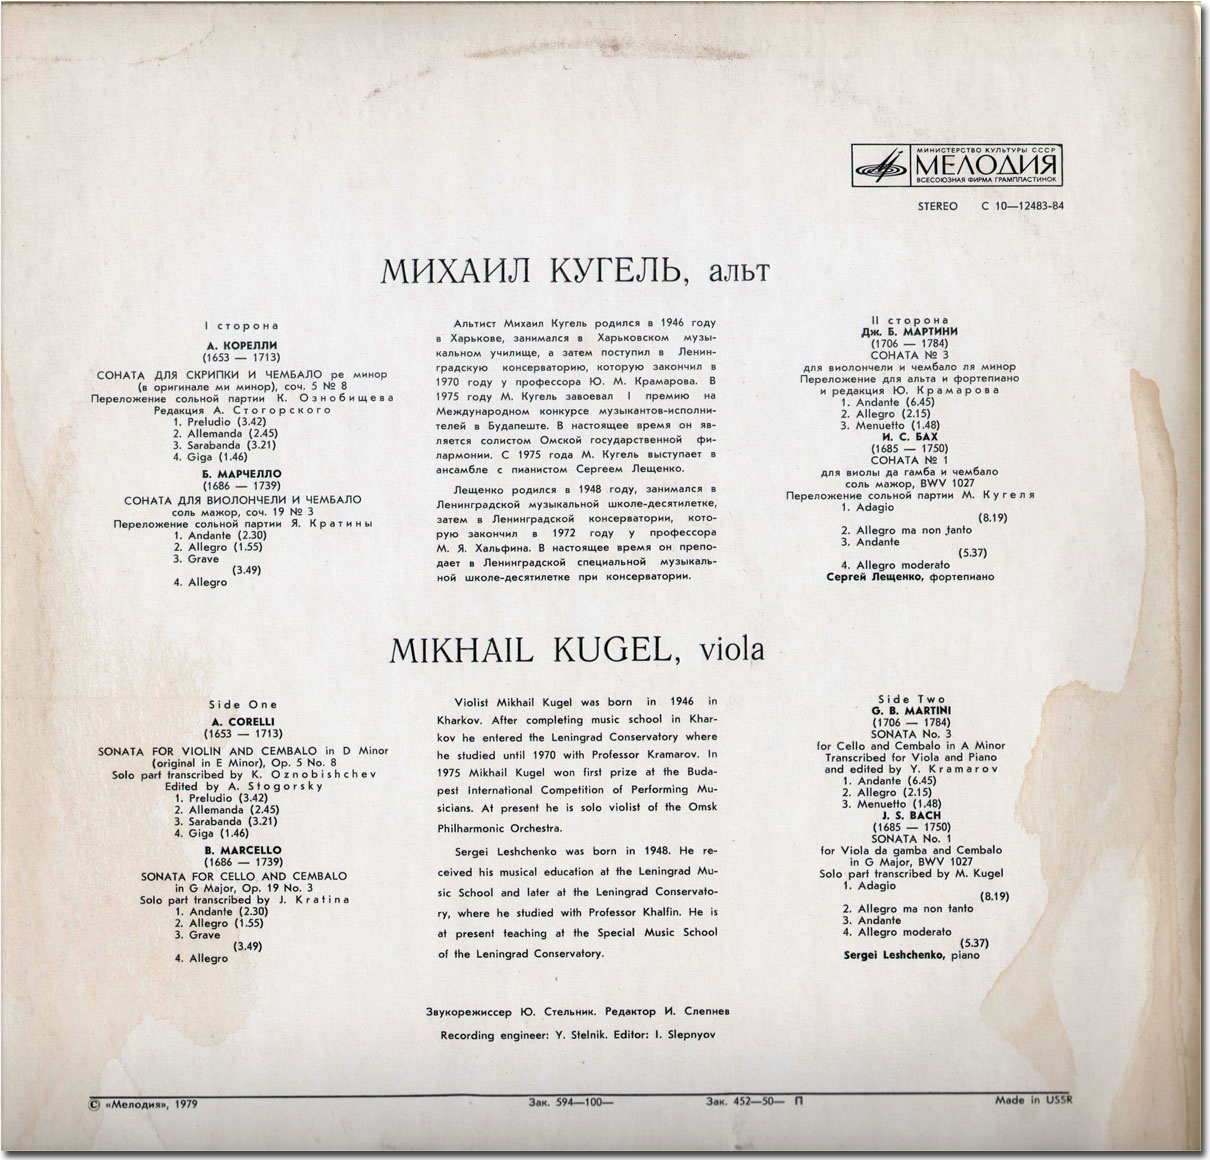 МИНИСТЕРСТВО КУЛЬТУРЫ СССР
МЕЛОДИЯ
ВСЕСОЮЗНАЯ ФИРМА ГРАМПЛАСТИНОК
STEREO С 10—12483-84
МИХАИЛ КУГЕЛЬ, альт
I сторона
А. КОРЕЛЛИ
(1653 — 1713)
СОНАТА ДЛЯ СКРИПКИ И ЧЕМБАЛО ре минор
(в оригинале ми минор), соч. 5 № 8
Переложение сольной партии К. Ознобищева
Редакция А. Стогорского
1. Preludio (3.42)
2. Allemanda (2.45)
3. Sarabanda (3.21)
4. Giga (1.46)
Б. МАРЧЕЛЛО
(1686 — 1739)
СОНАТА ДЛЯ ВИОЛОНЧЕЛИ И ЧЕМБАЛО
соль мажор, соч. 19 № 3
Переложение сольной партии Я. Кратины
1. Andante (2.30)
2. Allegro (1.55)
3. Grave
(3.49)
4. Allegro
Альтист Михаил Кугель родился в 1946 году
в Харькове, занимался в Харьковском музы-
кальном училище, а затем поступил в Ленин-
градскую консерваторию, которую закончил в
1970 году у профессора Ю. М. Крамарова. В
1975 году М. Кугель завоевал I премию на
Международном конкурсе музыкантов-исполни-
телей в Будапеште. В настоящее время он яв-
ляется солистом Омской государственной фи-
лармонии. С 1975 года М. Кугель выступает в
ансамбле с пианистом Сергеем Лещенко.
Лещенко родился в 1948 году, занимался в
Ленинградской музыкальной школе-десятилетке,
затем в Ленинградской консерватории, кото-
рую закончил в 1972 году у профессора
М. Я. Хальфина. В настоящее время он препо-
дает в Ленинградской специальной музыкаль-
ной школе-десятилетке при консерватории.
II сторона
Дж. Б. МАРТИНИ
(1706 — 1784)
СОНАТА № 3
для виолончели и чембало ля минор
Переложение для альта и фортепиано
и редакция Ю. Крамарова
1. Andante (6.45)
2. Allegro (2.15)
3. Menuetto (1.48)
И. С. БАХ
(1685 — 1750)
СОНАТА № 1
для виолы да гамба и чембало
соль мажор, BWV 1027
Переложение сольной партии М. Кугеля
1. Adagio
(8.19)
2. Allegro ma non tanto
3. Andante
(5.37)
4. Allegro moderato
Сергей Лещенко, фортепиано
MIKHAIL KUGEL, viola
Side One
A. CORELLI
(1653 — 1713)
SONATA FOR VIOLIN AND CEMBALO in D Minor
(original in E Minor), Op. 5 No. 8
Solo part transcribed by K. Oznobishchev
Edited by A. Stogorsky
1. Preludio (3.42)
2. Allemanda (2.45)
3. Sarabanda (3.21)
4. Giga (1.46)
B. MARCELLO
(1686 — 1739)
SONATA FOR CELLO AND CEMBALO
in G Major, Op. 19 No. 3
Solo part transcribed by J. Kratina
1. Andante (2.30)
2. Allegro (1.55)
3. Grave
(3.49)
4. Allegro
Violist Mikhail Kugel was born in 1946 in
Kharkov. After completing music school in Khar-
kov he entered the Leningrad Conservatory where
he studied until 1970 with Professor Kramarov. In
1975 Mikhail Kugel won first prize at the Buda-
pest International Competition of Performing Mu-
sicians. At present he is solo violist of the Omsk
Philharmonic Orchestra.
Sergei Leshchenko was born in 1948. He re-
ceived his musical education at the Leningrad Mu-
sic School and later at the Leningrad Conservato-
ry, where he studied with Professor Khalfin. He is
at present teaching at the Special Music School
of the Leningrad Conservatory.
Side Two
G. B. MARTINI
(1706 — 1784)
SONATA No. 3
for Cello and Cembalo in A Minor
Transcribed for Viola and Piano
and edited by Y. Kramarov
1. Andante (6.45)
2. Allegro (2.15)
3. Menuetto (1.48)
J. S. BACH
(1685 — 1750)
SONATA No. 1
for Viola da gamba and Cembalo
in G Major, BWV 1027
Solo part transcribed by M. Kugel
1. Adagio
(8.19)
2. Allegro ma non tanto
3. Andante
4. Allegro moderato
(5.37)
Sergei Leshchenko, piano
Звукорежиссер Ю. Стельник. Редактор И. Слепнев
Recording engineer: Y. Stelnik. Editor: I. Slepnyov
© «Мелодия», 1979 Зак. 594—100— Зак. 452—50— П Made in USSR